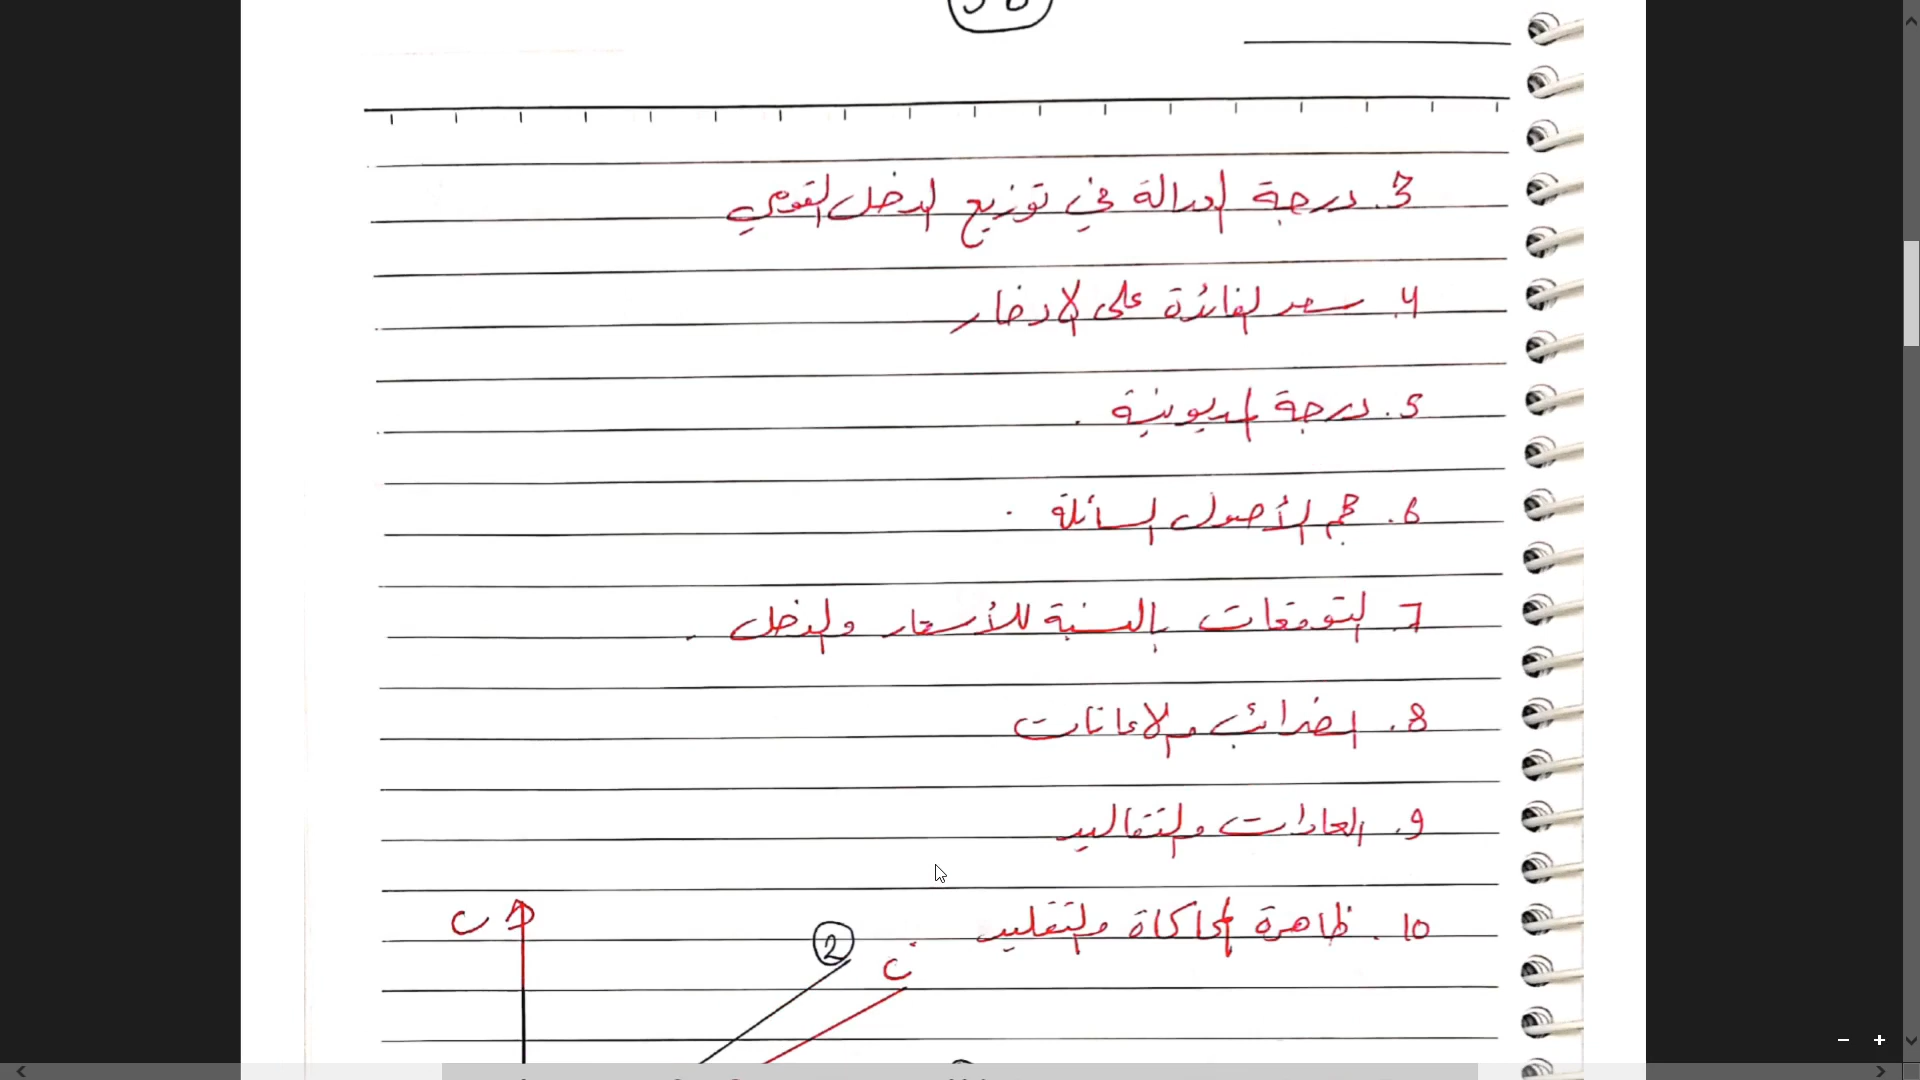 3. درجة العدالة في توزيع الدخل القومي
4. سعر الفائدة على الادخار
5. درجة المديونية.
6. حجم الأصول السائلة.
7. التوقعات بالنسبة للأسعار والدخل.
8. الضرائب والاعانات
9. العادات والتقاليد
10. ظاهرة المحاكاة والتقليد.
C
2
C